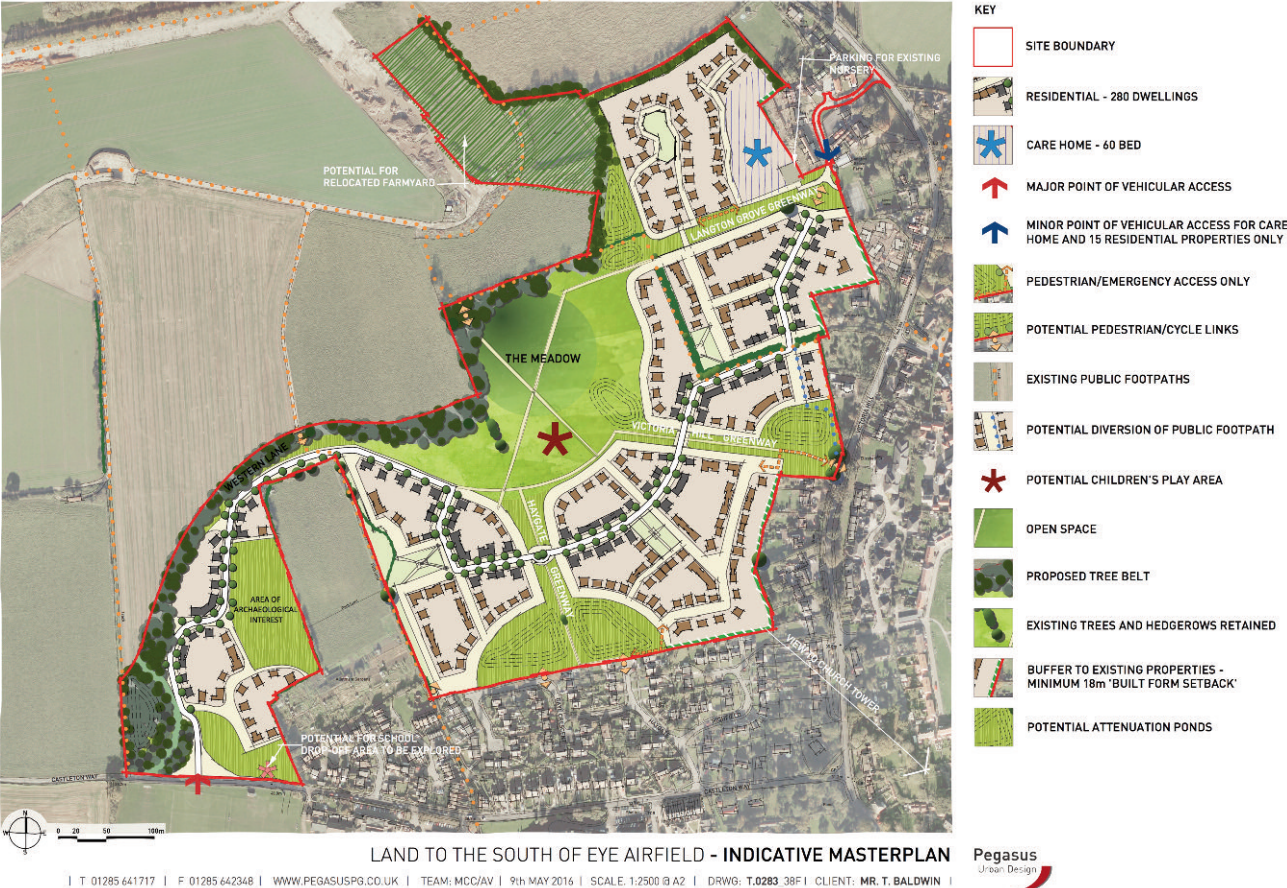 PARKING FOR EXISTING
NURSERY
POTENTIAL FOR
RELOCATED FARMYARD
LANGTON GROVE GREENWAY
THE MEADOW
VICTORIA HILL GREENWAY
WESTERN LANE
HAYGATE
GREENWAY
AREA OF
ARCHAEOLOGICAL
INTEREST
VIEW TO CHURCH TOWER
POTENTIAL FOR SCHOOL
DROP-OFF AREA TO BE EXPLORED
CASTLETON WAY
CASTLETON WAY
N
W E
S
0 20 50 100m
KEY
SITE BOUNDARY
RESIDENTIAL - 280 DWELLINGS
CARE HOME - 60 BED
MAJOR POINT OF VEHICULAR ACCESS
MINOR POINT OF VEHICULAR ACCESS FOR CARE
HOME AND 15 RESIDENTIAL PROPERTIES ONLY
PEDESTRIAN/EMERGENCY ACCESS ONLY
POTENTIAL PEDESTRIAN/CYCLE LINKS
EXISTING PUBLIC FOOTPATHS
POTENTIAL DIVERSION OF PUBLIC FOOTPATH
POTENTIAL CHILDREN'S PLAY AREA
OPEN SPACE
PROPOSED TREE BELT
EXISTING TREES AND HEDGEROWS RETAINED
BUFFER TO EXISTING PROPERTIES -
MINIMUM 18m 'BUILT FORM SETBACK'
POTENTIAL ATTENUATION PONDS
LAND TO THE SOUTH OF EYE AIRFIELD - INDICATIVE MASTERPLAN
| T 01285 641717 | F 01285 642348 | WWW.PEGASUSPG.CO.UK | TEAM: MCC/AV | 9th MAY 2016 | SCALE. 1:2500 @ A2 | DRWG: T.0283_38F | CLIENT: MR. T. BALDWIN |
Pegasus
Urban Design